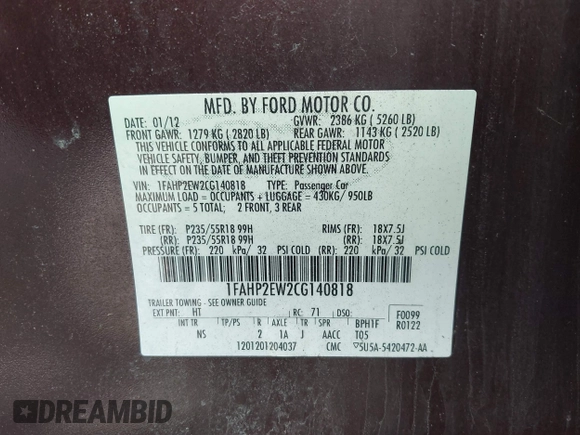 MFD. BY FORD MOTOR CO.
DATE: 01/12 GVWR: 2386 KG ( 5260 LB)
FRONT GAWR: 1279 KG ( 2820 LB) REAR GAWR: 1143 KG ( 2520 LB)
THIS VEHICLE CONFORMS TO ALL APPLICABLE FEDERAL MOTOR
VEHICLE SAFETY, BUMPER, AND THEFT PREVENTION STANDARDS
IN EFFECT ON THE DATE OF MANUFACTURE SHOWN ABOVE.
VIN: 1FAHP2EW2CG140818 TYPE: Passenger Car
MAXIMUM LOAD = OCCUPANTS + LUGGAGE = 430KG/ 950LB
OCCUPANTS = 5 TOTAL; 2 FRONT, 3 REAR
TIRE (FR): P235/55R18 99H RIMS (FR): 18X7.5J
(RR): P235/55R18 99H (RR): 18X7.5J
PRESSURE (FR): 220 kPa/ 32 PSI COLD (RR): 220 kPa/ 32 PSI COLD
1FAHP2EW2CG140818
TRAILER TOWING - SEE OWNER GUIDE
EXT PNT: HT RC: 71 DSO: F0099
R0122
INT TR TP/PS R AXLE TR SPR BPH1F
NS 2 1A J AACC T05
1201201204037 CMC 5U5A-5420472-AA
DREAMBID